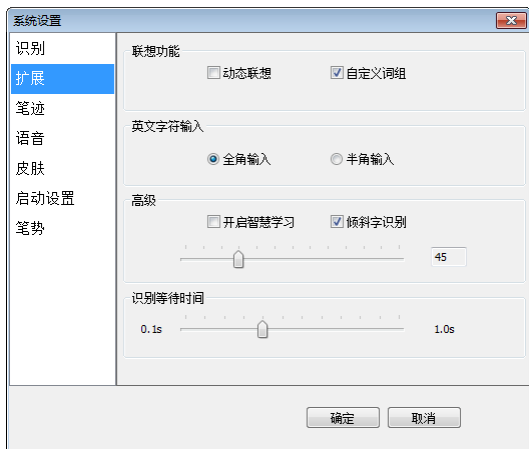 系统设置
识别
扩展
笔迹
语音
皮肤
启动设置
笔势
联想功能
动态联想 自定义词组
英文字符输入
全角输入 半角输入
高级
开启智慧学习 倾斜字识别
45
识别等待时间
0.1s 1.0s
确定 取消